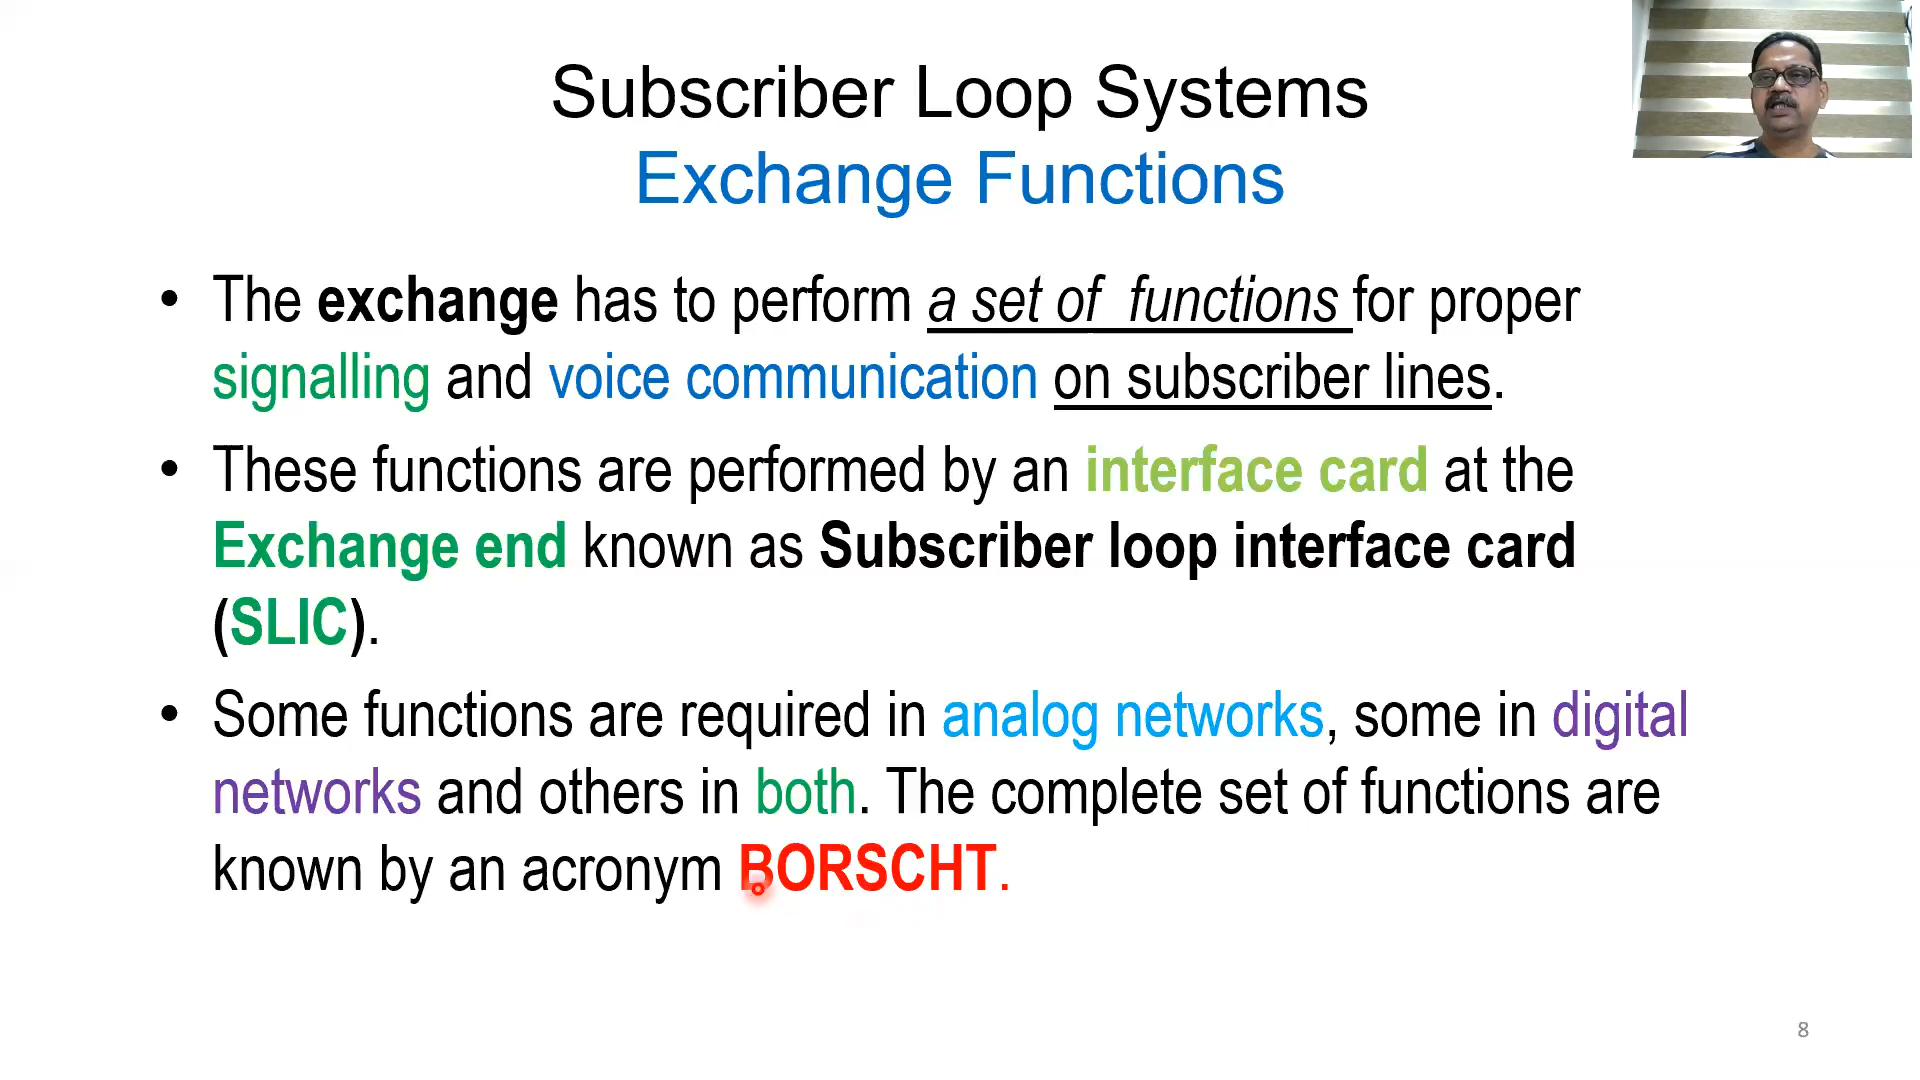 Subscriber Loop Systems
Exchange Functions
• The exchange has to perform a set of functions for proper
signalling and voice communication on subscriber lines.
• These functions are performed by an interface card at the
Exchange end known as Subscriber loop interface card
(SLIC).
• Some functions are required in analog networks, some in digital
networks and others in both. The complete set of functions are
known by an acronym BORSCHT.
8